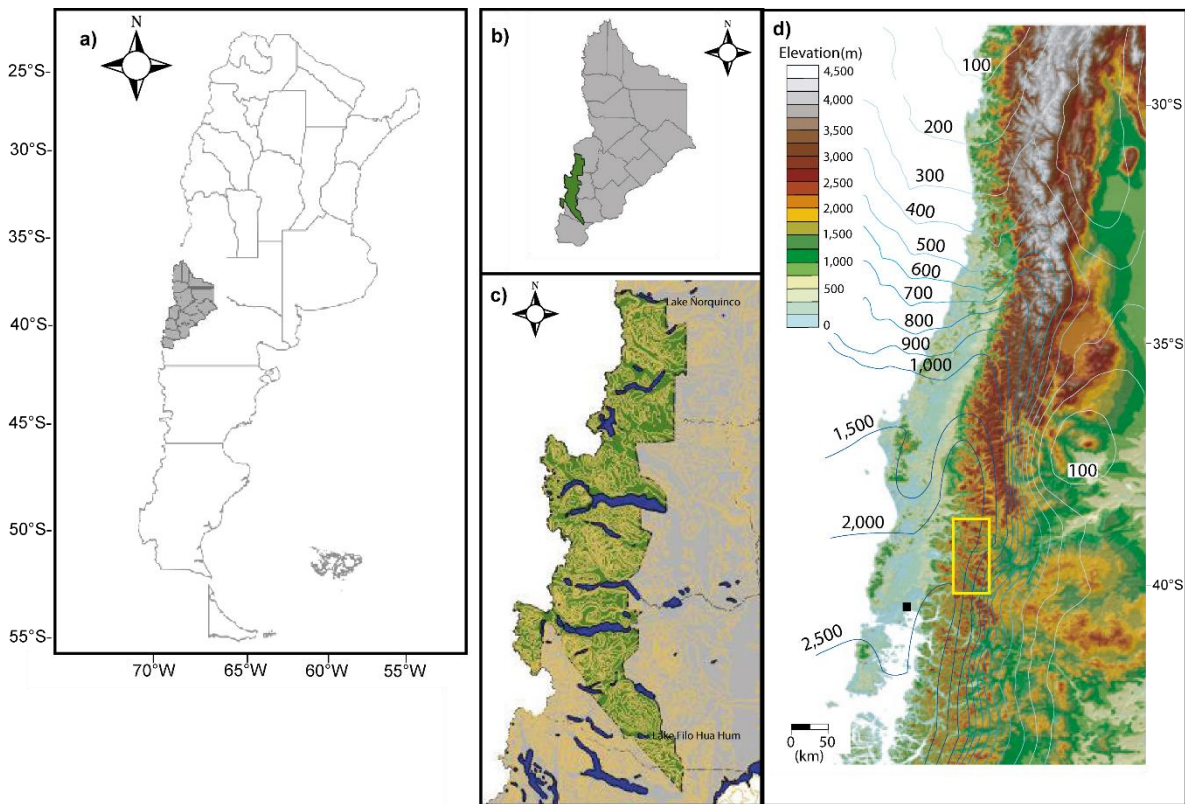 a)
N
25°S-
30°S-
35°S-
40°S-
45°S-
50°S-
55°S-
70°W
65°W
60°W
55°W
b)
N
c)
N
Lake Ñorquinco
Lake Filo Hua Hum
d)
Elevation(m)
4,500
4,000
3,500
3,000
2,500
2,000
1,500
1,000
500
0
100
200
300
400
500
600
700
800
900
1,000
1,500
2,000
2,500
100
-30°S
-35°S
-40°S
0 50
(km)